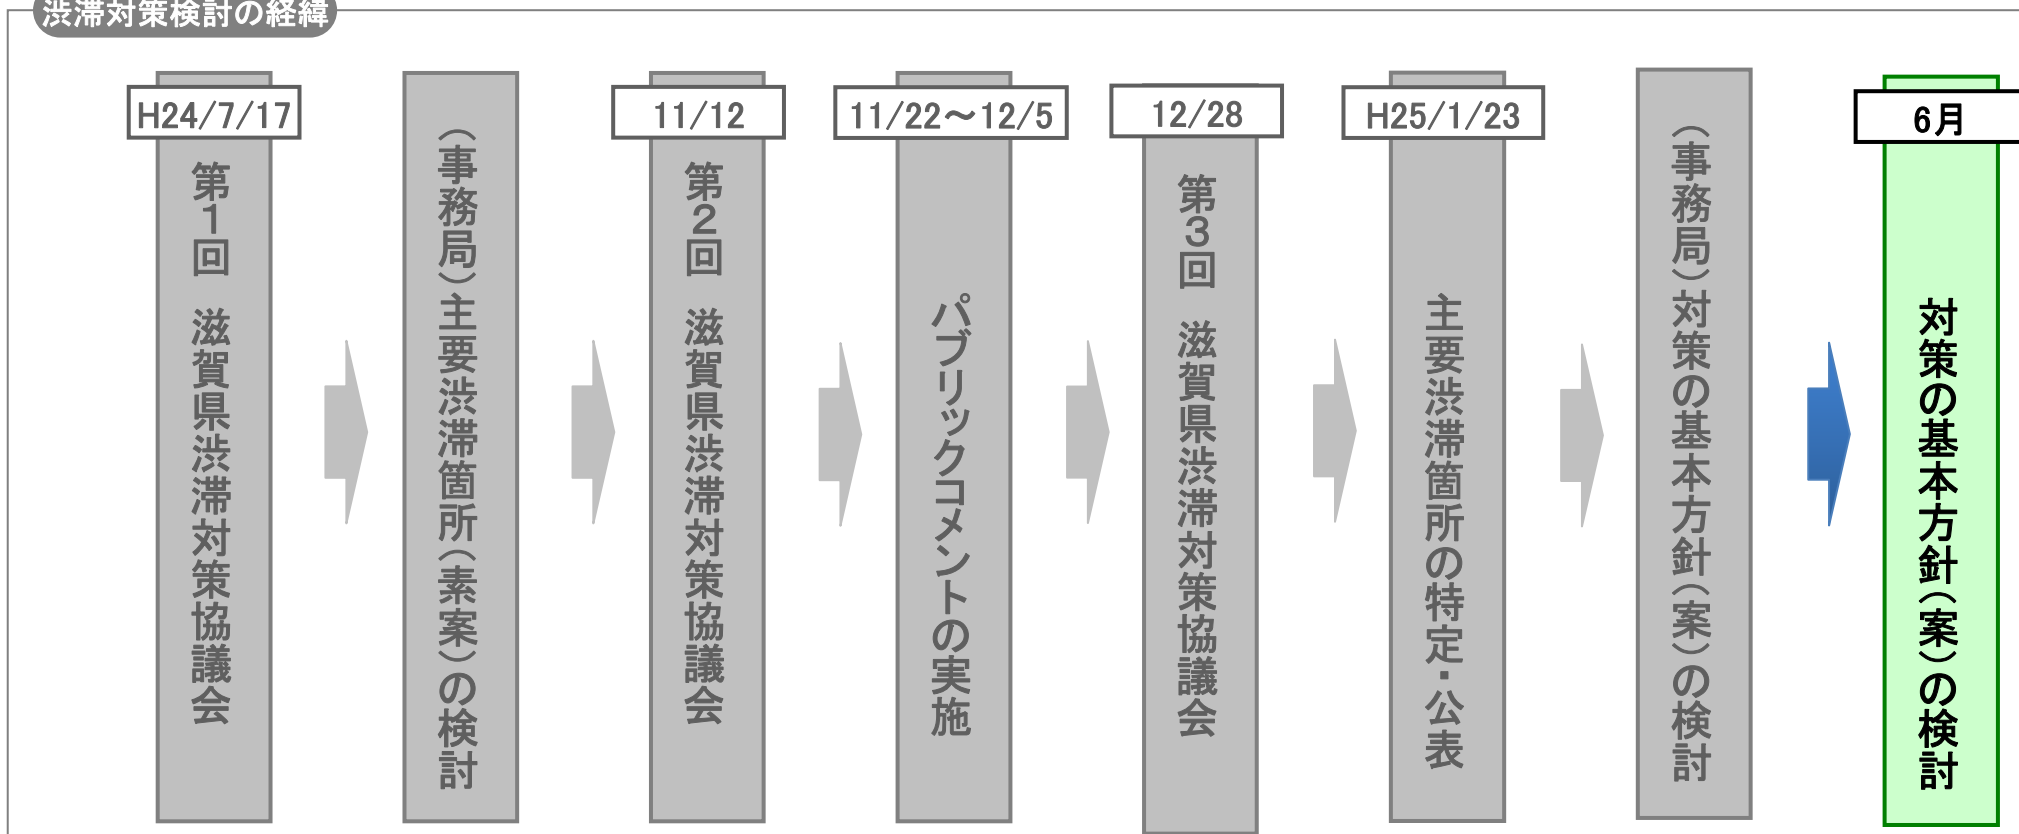 渋滞対策検討の経緯
H24/7/17
第1回 滋賀県渋滞対策協議会
(事務局)主要渋滞箇所(素案)の検討
11/12
第2回 滋賀県渋滞対策協議会
11/22～12/5
パブリックコメントの実施
12/28
第3回 滋賀県渋滞対策協議会
H25/1/23
主要渋滞箇所の特定・公表
(事務局)対策の基本方針(案)の検討
6月
対策の基本方針(案)の検討